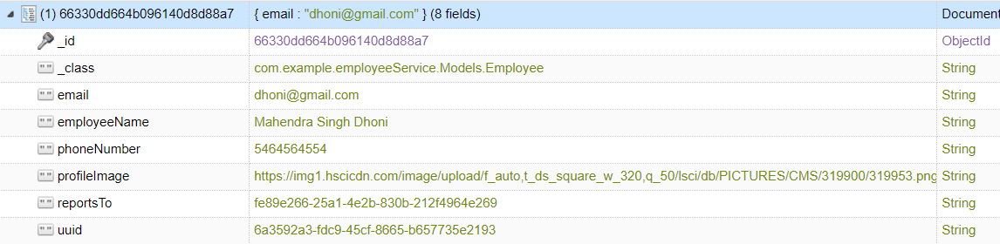 (1) 66330dd664b096140d8d88a7 { email : "dhoni@gmail.com" } (8 fields) Document
_id 66330dd664b096140d8d88a7 ObjectId
_class com.example.employeeService.Models.Employee String
email dhoni@gmail.com String
employeeName Mahendra Singh Dhoni String
phoneNumber 5464564554 String
profileImage https://img1.hscicdn.com/image/upload/f_auto,t_ds_square_w_320,q_50/lsci/db/PICTURES/CMS/319900/319953.png String
reportsTo fe89e266-25a1-4e2b-830b-212f4964e269 String
uuid 6a3592a3-fdc9-45cf-8665-b657735e2193 String